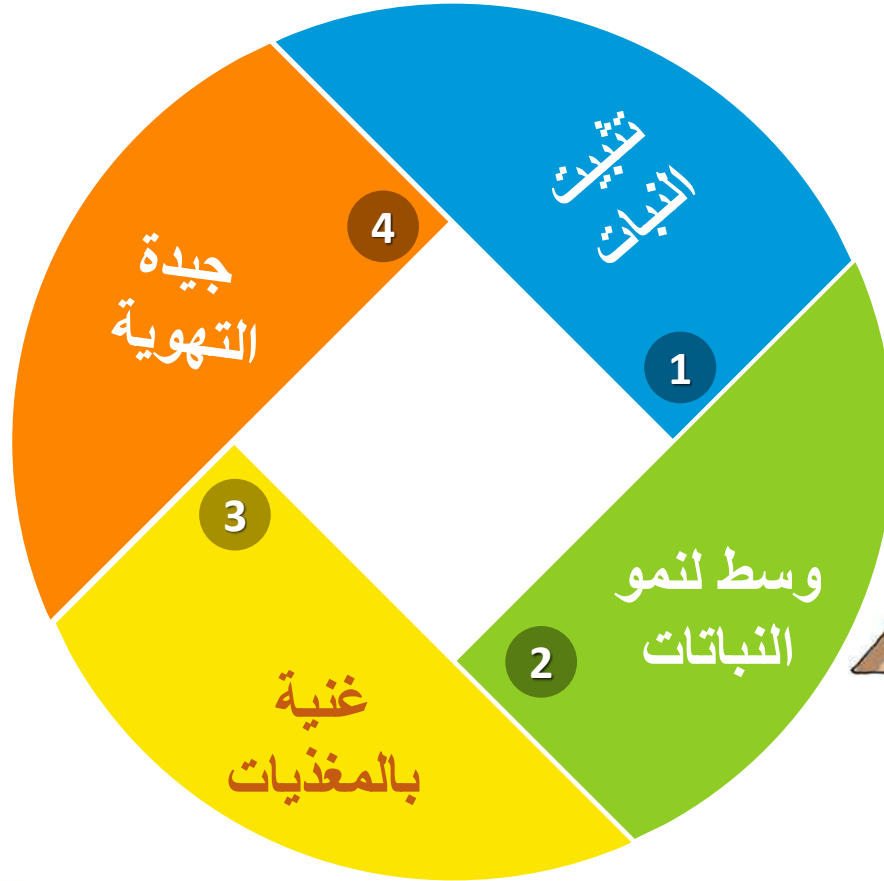 تثبيت
النبات
1
وسط لنمو
النباتات
2
غنية
بالمغذيات
3
جيدة
التهوية
4